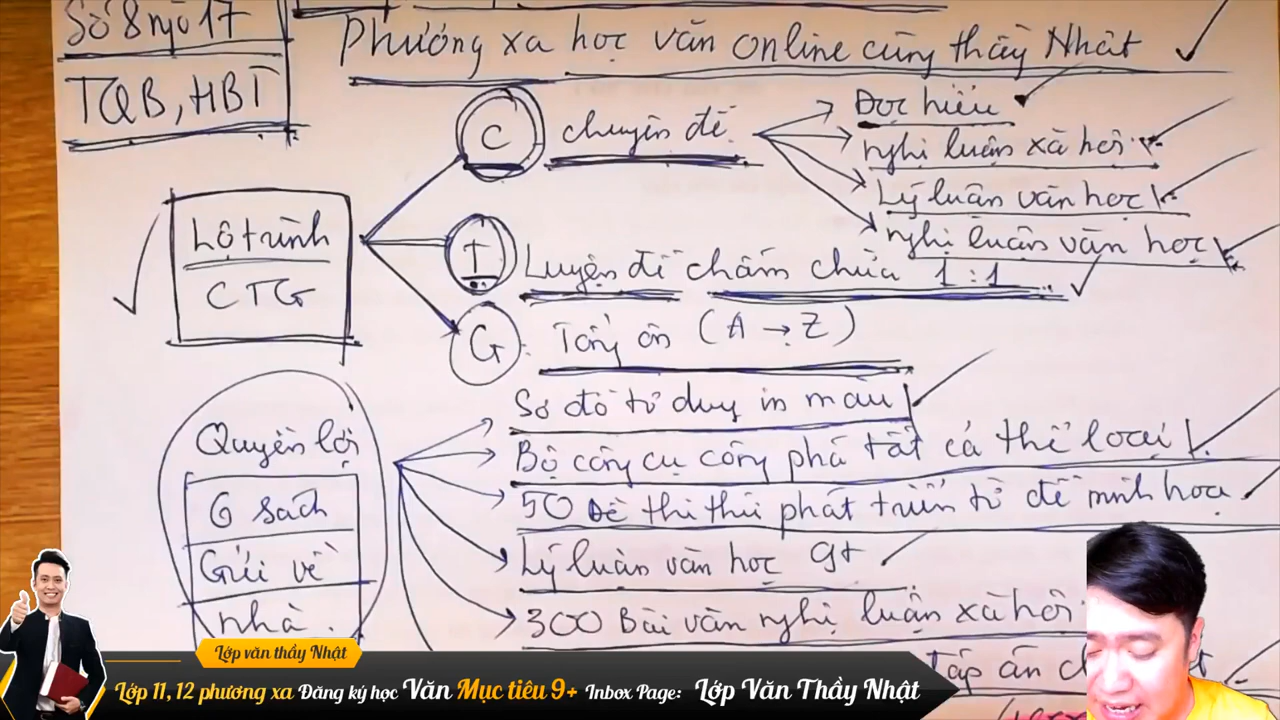 Số 8 ngõ 17
TQB, HBT
Phương xa học văn online cùng thầy Nhật
C chuyên đề
Đọc hiểu
nghị luận xã hội
Lý luận văn học
nghị luận văn học
Lộ trình
CTG
T Luyện đề chấm chữa 1:1
G Tổng ôn (A → Z)
Quyền lợi
6 sách
Gửi về
nhà.
Sơ đồ tư duy in màu
Bộ công cụ công phá tất cả thể loại
50 Đề thi thử phát triển từ đề minh hoạ
Lý luận văn học 9+
300 Bài văn nghị luận xã hội
đáp án
Lớp văn thầy Nhật
Lớp 11, 12 phương xa Đăng ký học Văn Mục tiêu 9+ Inbox Page: Lớp Văn Thầy Nhật